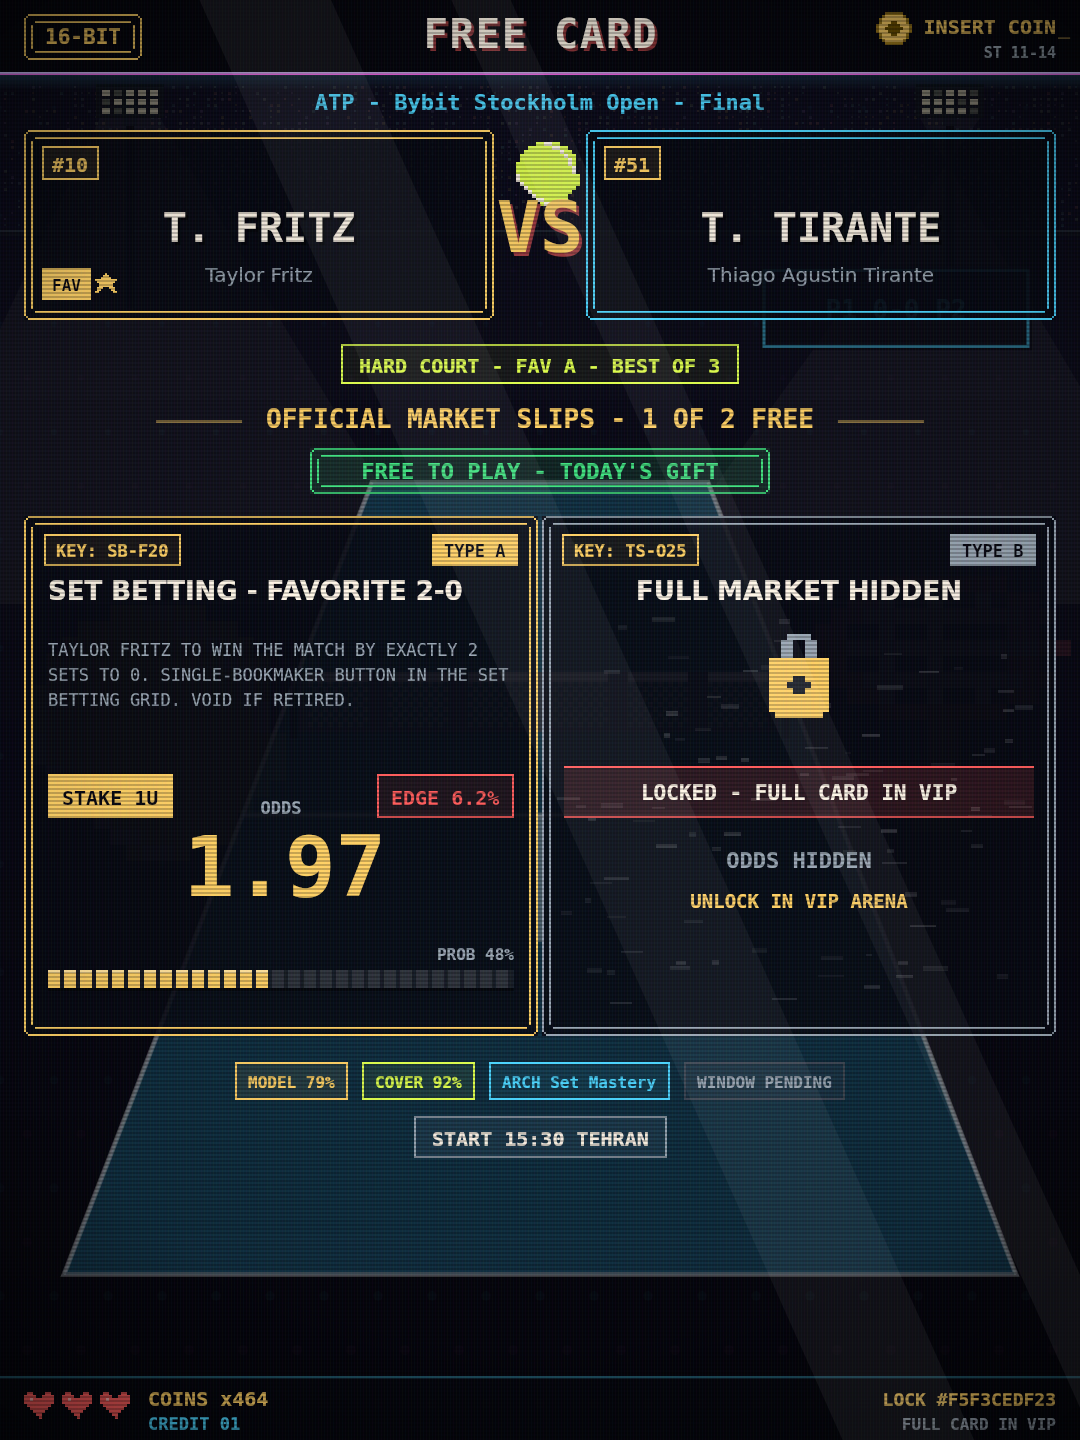 16-BIT
FREE CARD
INSERT COIN_
ST 11-14
ATP - Bybit Stockholm Open - Final
#10
T. FRITZ
Taylor Fritz
FAV
VS
#51
T. TIRANTE
Thiago Agustin Tirante
HARD COURT - FAV A - BEST OF 3
OFFICIAL MARKET SLIPS - 1 OF 2 FREE
FREE TO PLAY - TODAY'S GIFT
KEY: SB-F20
TYPE A
SET BETTING - FAVORITE 2-0
TAYLOR FRITZ TO WIN THE MATCH BY EXACTLY 2
SETS TO 0. SINGLE-BOOKMAKER BUTTON IN THE SET
BETTING GRID. VOID IF RETIRED.
STAKE 1U
ODDS
EDGE 6.2%
1.97
PROB 48%
KEY: TS-O25
TYPE B
FULL MARKET HIDDEN
LOCKED - FULL CARD IN VIP
ODDS HIDDEN
UNLOCK IN VIP ARENA
MODEL 79%
COVER 92%
ARCH Set Mastery
WINDOW PENDING
START 15:30 TEHRAN
COINS x464
CREDIT 01
LOCK #F5F3CEDF23
FULL CARD IN VIP